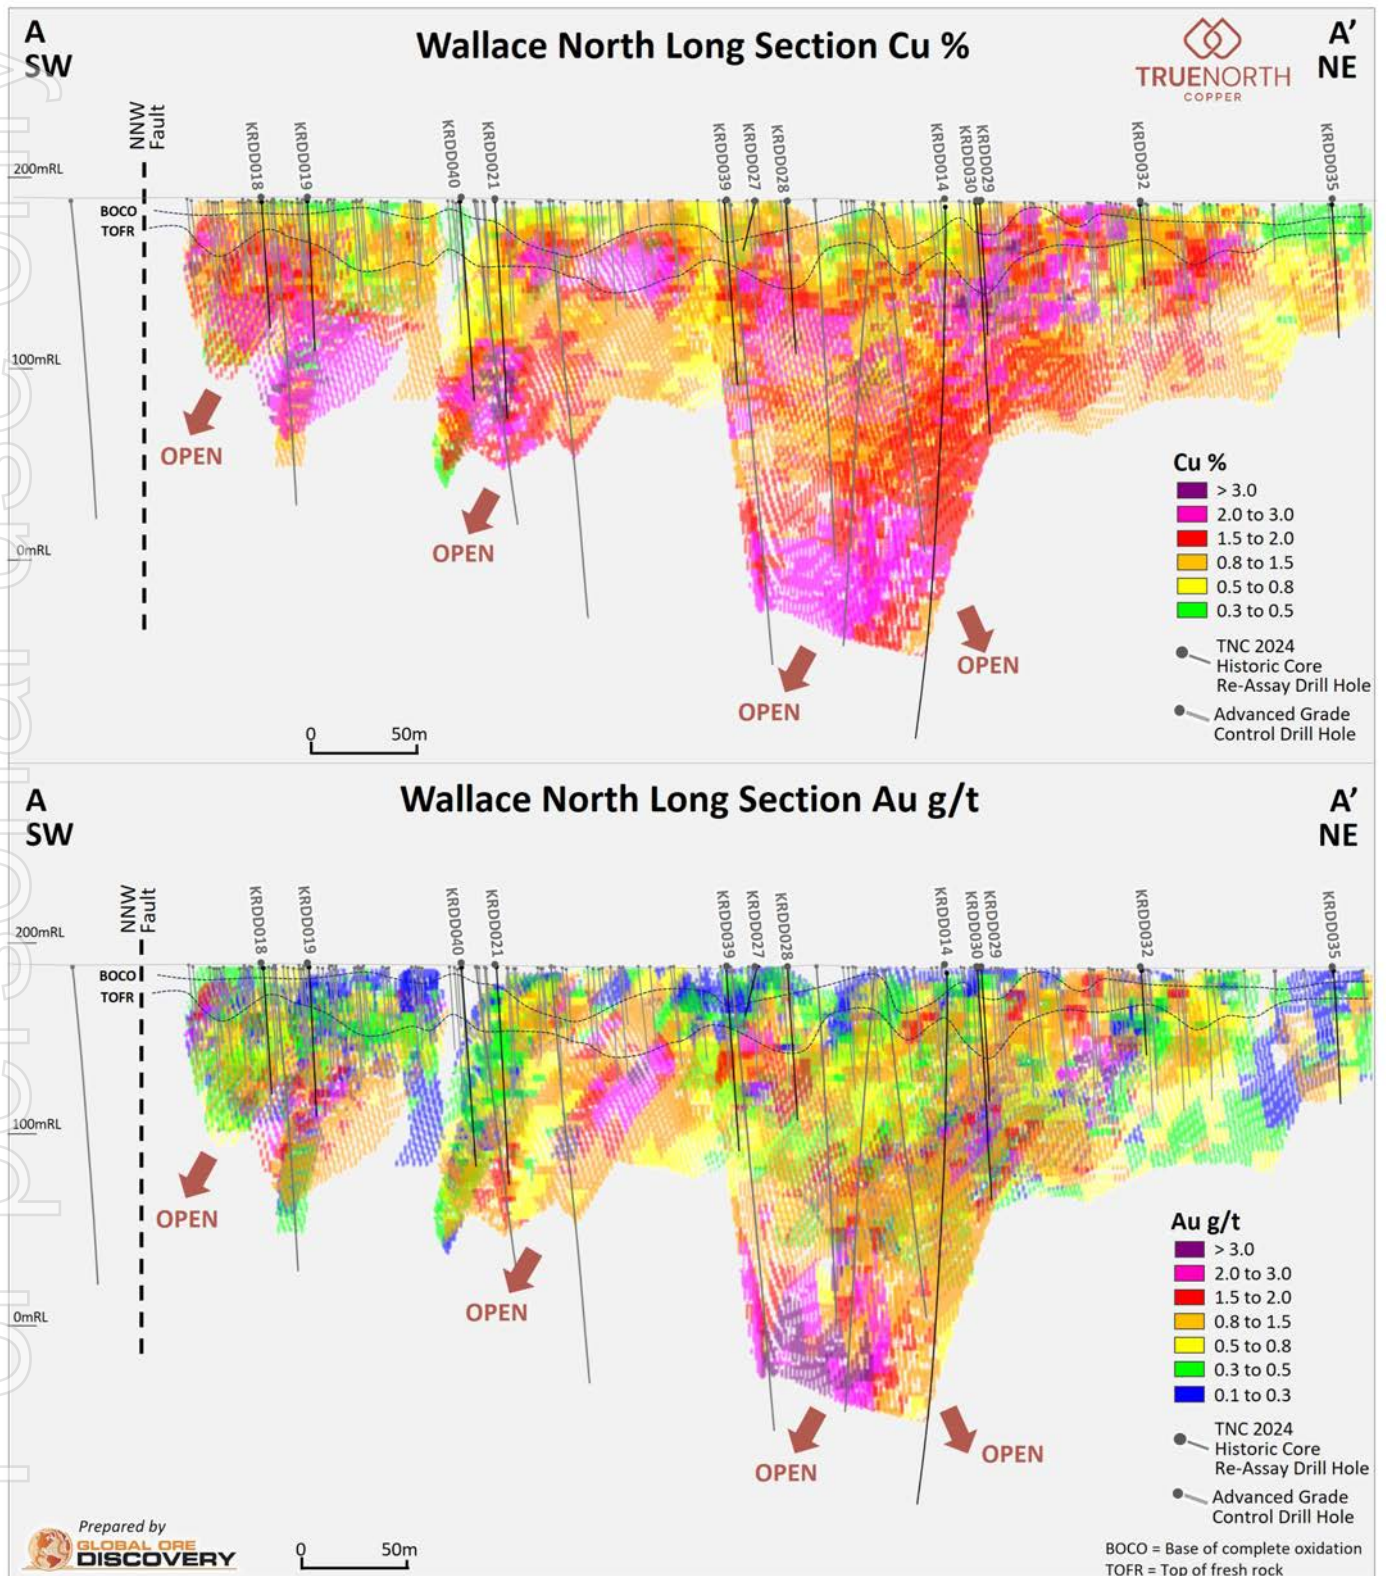 A
SW
Wallace North Long Section Cu %
TRUENORTH
COPPER
A'
NE
NNW
Fault
KRDD018
KRDD019
KRDD040
KRDD021
KRDD039
KRDD027
KRDD028
KRDD014
KRDD030
KRDD029
KRDD032
KRDD035
200mRL
BOCO
TOFR
100mRL
0mRL
OPEN
OPEN
OPEN
OPEN
Cu %
> 3.0
2.0 to 3.0
1.5 to 2.0
0.8 to 1.5
0.5 to 0.8
0.3 to 0.5
TNC 2024
Historic Core
Re-Assay Drill Hole
Advanced Grade
Control Drill Hole
0 50m
A
SW
Wallace North Long Section Au g/t
A'
NE
NNW
Fault
KRDD018
KRDD019
KRDD040
KRDD021
KRDD039
KRDD027
KRDD028
KRDD014
KRDD030
KRDD029
KRDD032
KRDD035
200mRL
BOCO
TOFR
100mRL
0mRL
OPEN
OPEN
OPEN
OPEN
Au g/t
> 3.0
2.0 to 3.0
1.5 to 2.0
0.8 to 1.5
0.5 to 0.8
0.3 to 0.5
0.1 to 0.3
TNC 2024
Historic Core
Re-Assay Drill Hole
Advanced Grade
Control Drill Hole
Prepared by
GLOBAL ORE
DISCOVERY
0 50m
BOCO = Base of complete oxidation
TOFR = Top of fresh rock